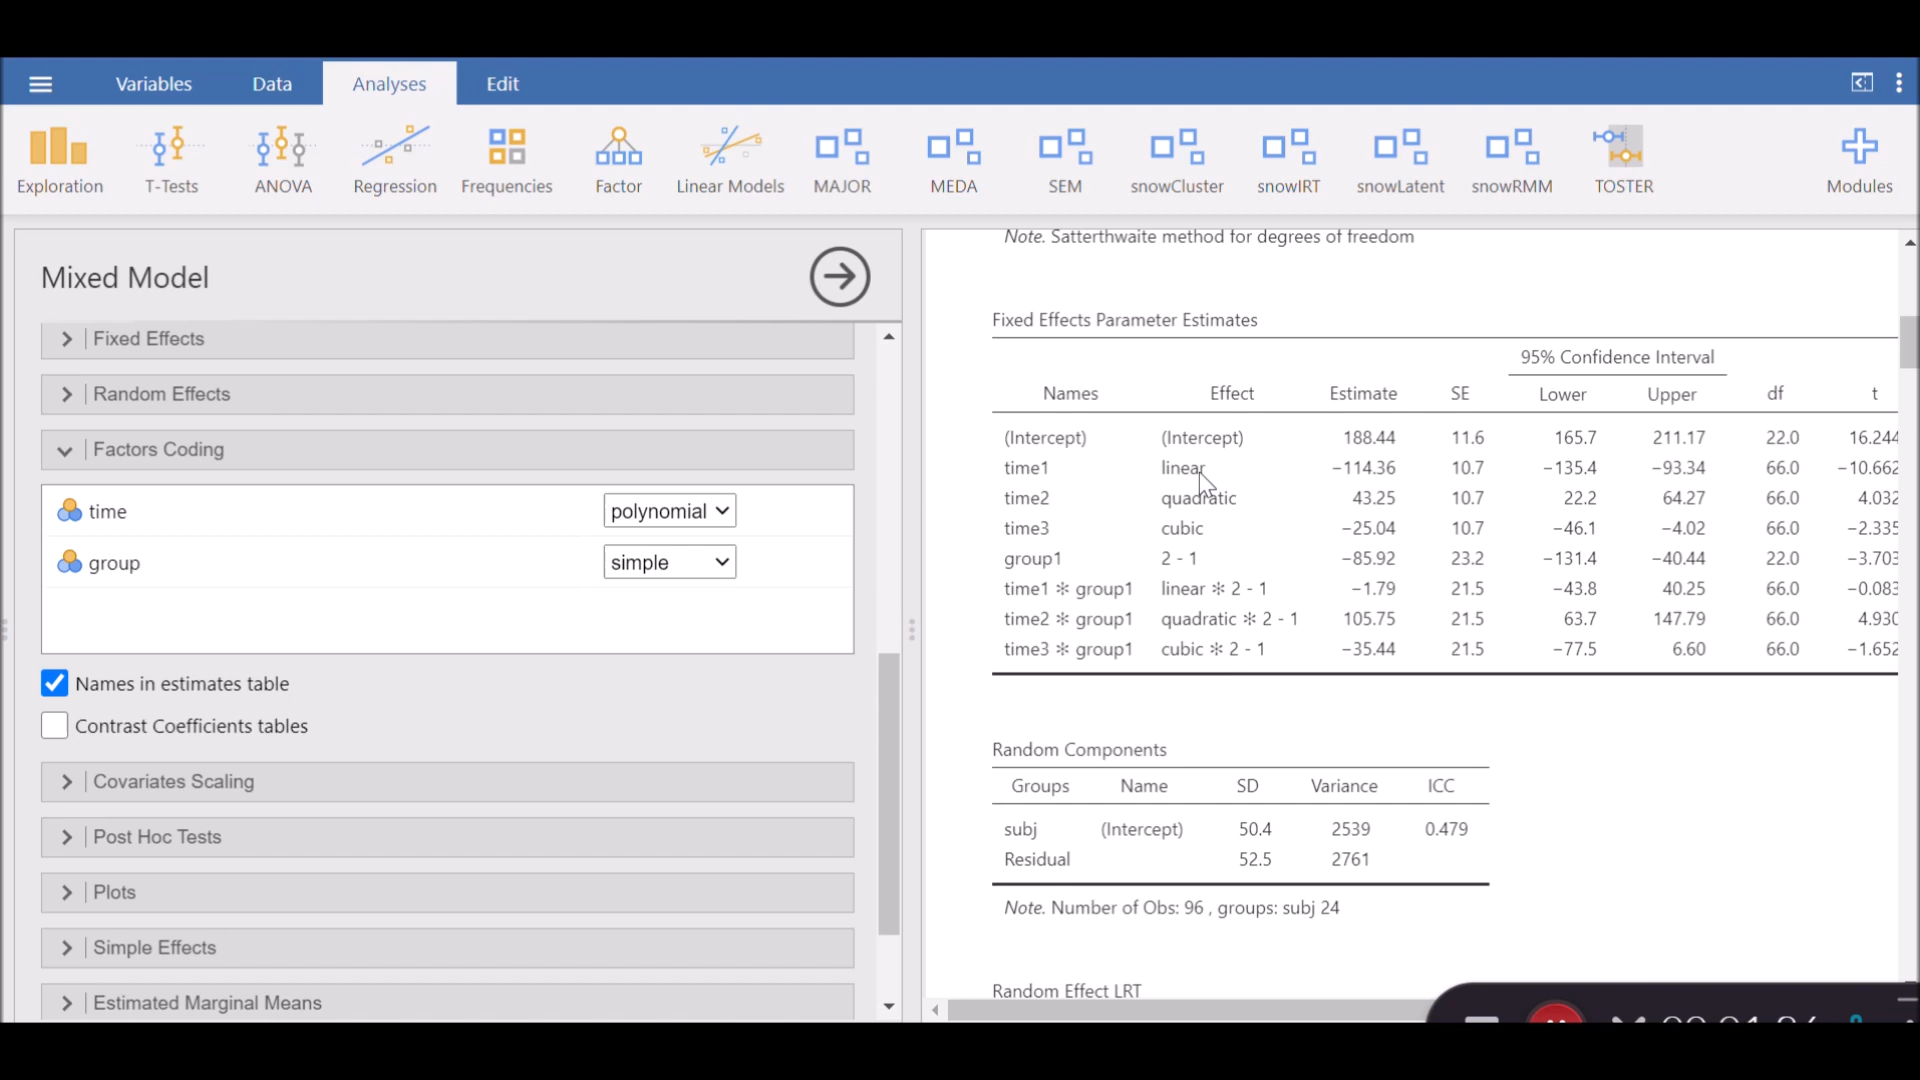 Variables Data Analyses Edit
Exploration T-Tests ANOVA Regression Frequencies Factor Linear Models MAJOR MEDA SEM snowCluster snowIRT snowLatent snowRMM TOSTER Modules
Mixed Model
Fixed Effects
Random Effects
Factors Coding
time polynomial
group simple
Names in estimates table
Contrast Coefficients tables
Covariates Scaling
Post Hoc Tests
Plots
Simple Effects
Estimated Marginal Means
Note. Satterthwaite method for degrees of freedom
Fixed Effects Parameter Estimates
95% Confidence Interval
Names Effect Estimate SE Lower Upper df t
(Intercept) (Intercept) 188.44 11.6 165.7 211.17 22.0 16.244
time1 linear −114.36 10.7 −135.4 −93.34 66.0 −10.662
time2 quadratic 43.25 10.7 22.2 64.27 66.0 4.032
time3 cubic −25.04 10.7 −46.1 −4.02 66.0 −2.335
group1 2 - 1 −85.92 23.2 −131.4 −40.44 22.0 −3.703
time1 ✻ group1 linear ✻ 2 - 1 −1.79 21.5 −43.8 40.25 66.0 −0.083
time2 ✻ group1 quadratic ✻ 2 - 1 105.75 21.5 63.7 147.79 66.0 4.930
time3 ✻ group1 cubic ✻ 2 - 1 −35.44 21.5 −77.5 6.60 66.0 −1.652
Random Components
Groups Name SD Variance ICC
subj (Intercept) 50.4 2539 0.479
Residual 52.5 2761
Note. Number of Obs: 96 , groups: subj 24
Random Effect LRT